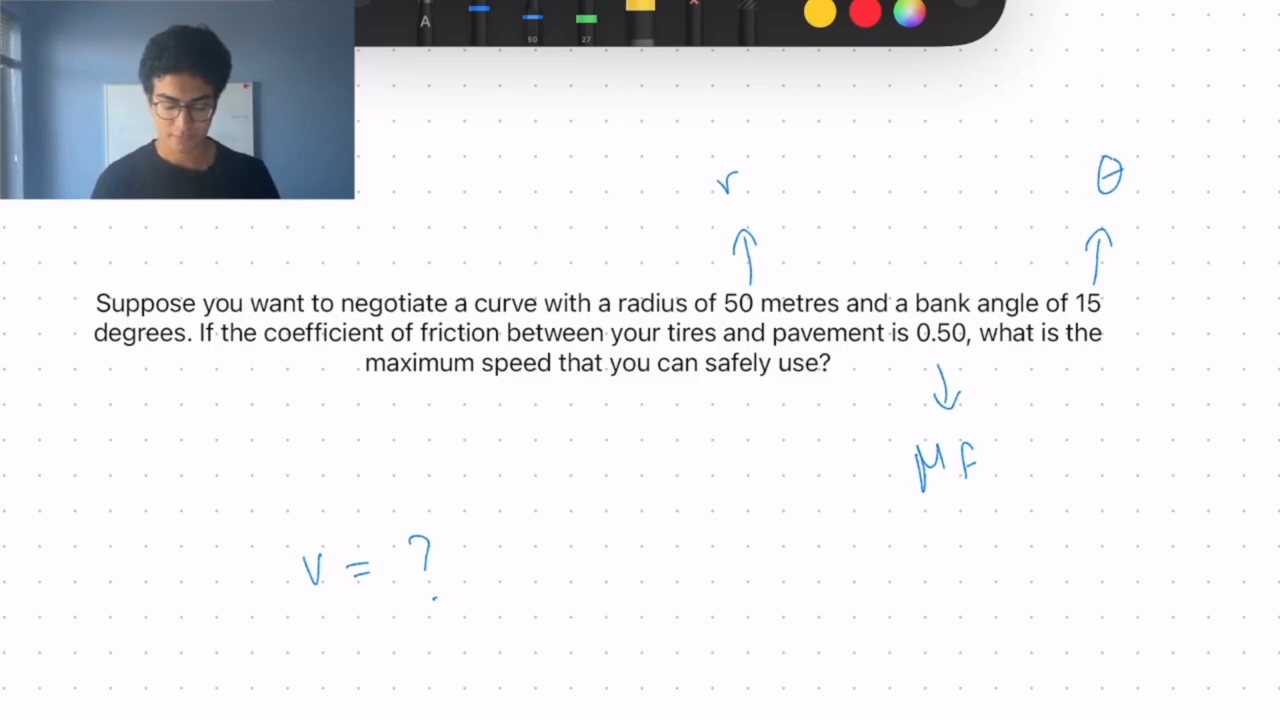 A
50
27
r
θ
Suppose you want to negotiate a curve with a radius of 50 metres and a bank angle of 15
degrees. If the coefficient of friction between your tires and pavement is 0.50, what is the
maximum speed that you can safely use?
μ F
v = ?